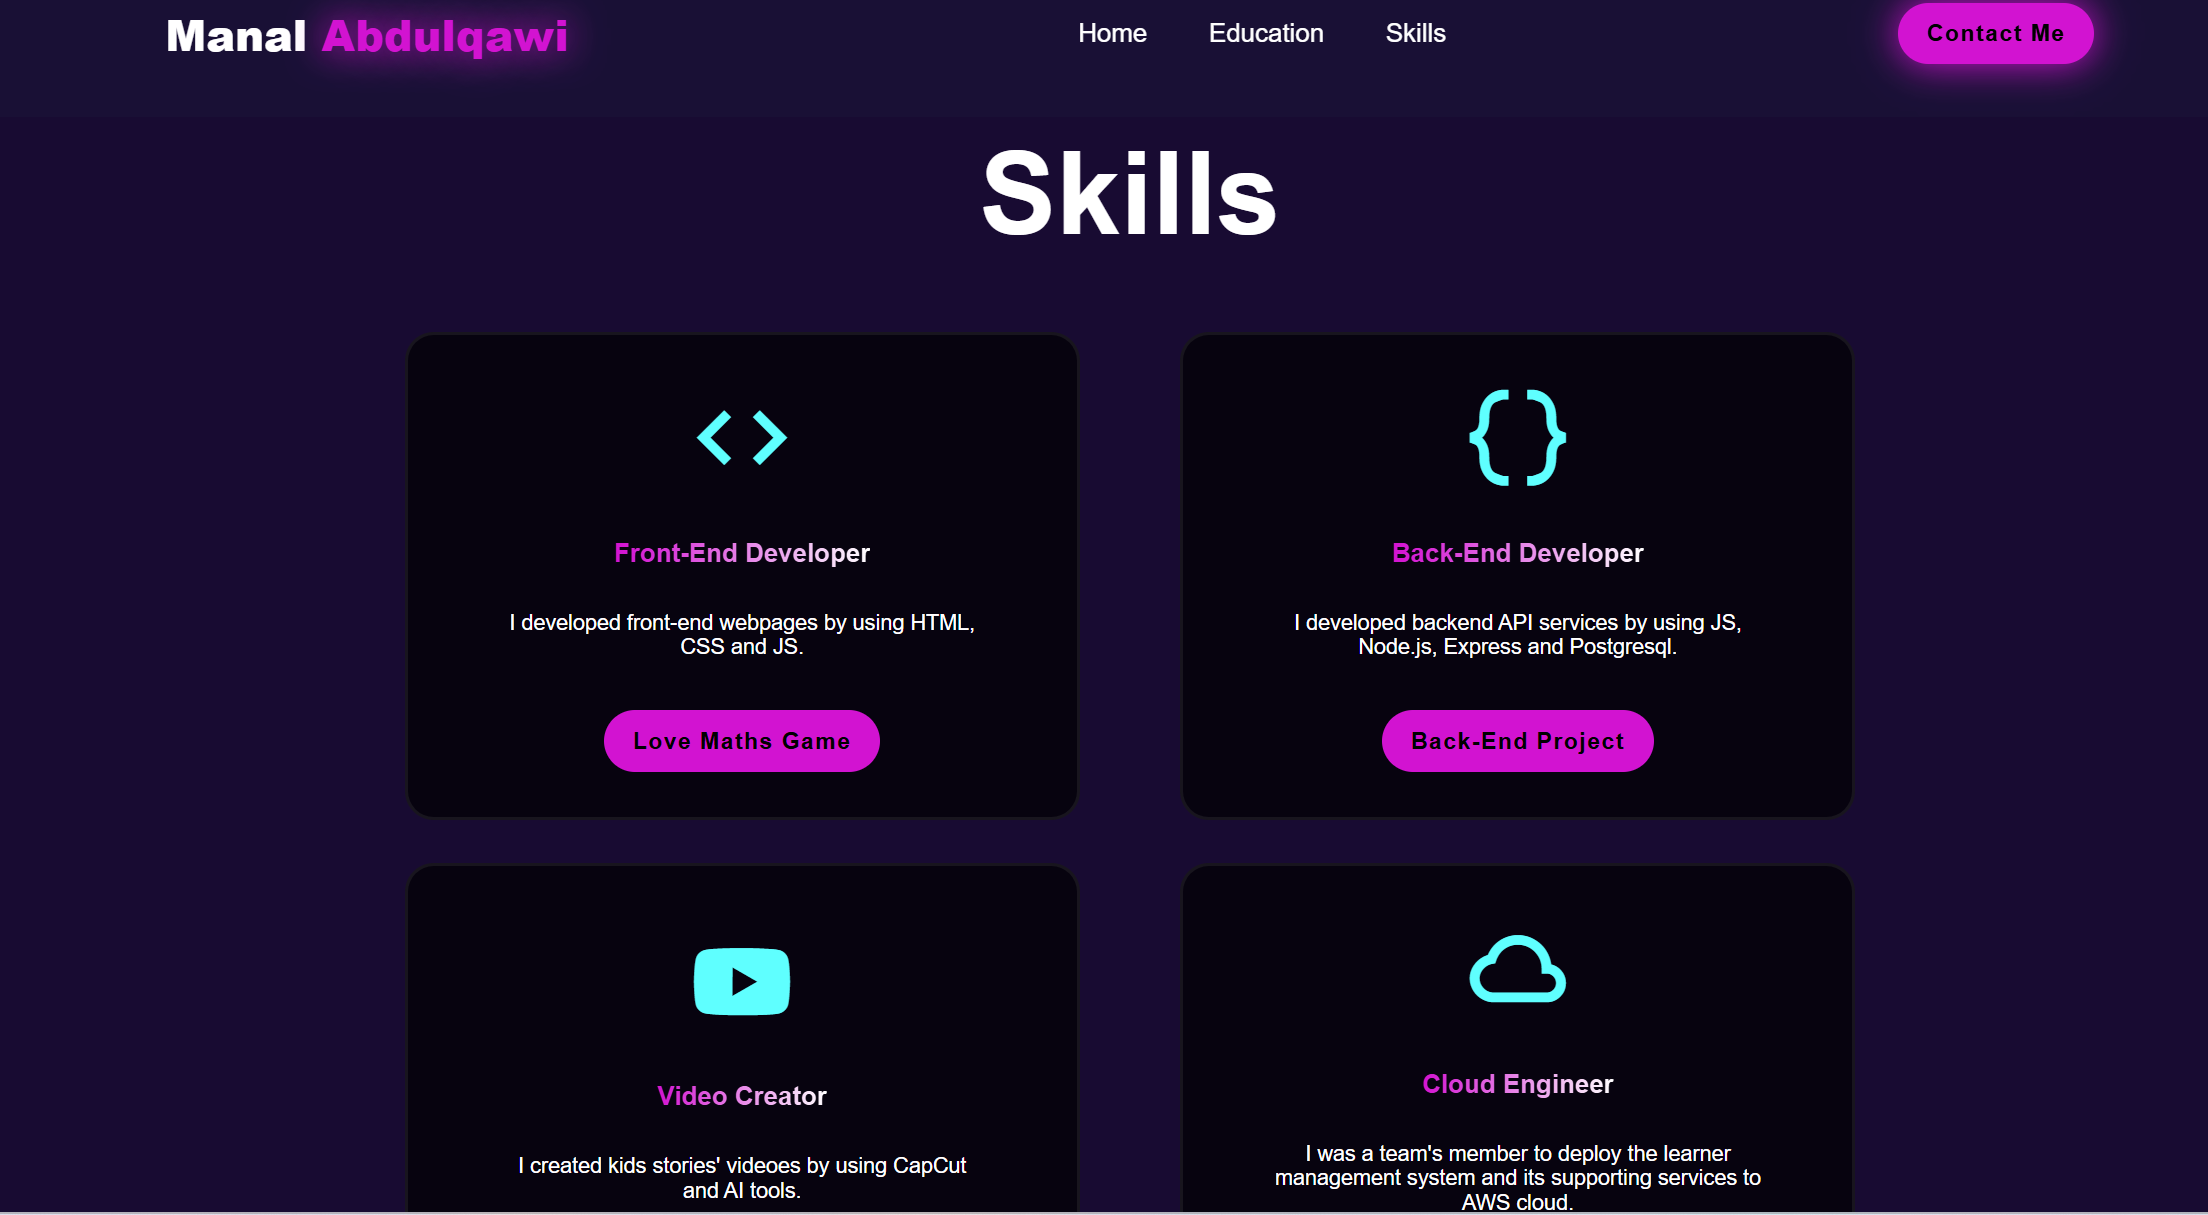 Manal Abdulqawi
Home
Education
Skills
Contact Me
Skills
Front-End Developer
I developed front-end webpages by using HTML,
CSS and JS.
Love Maths Game
Back-End Developer
I developed backend API services by using JS,
Node.js, Express and Postgresql.
Back-End Project
Video Creator
I created kids stories' videoes by using CapCut
and AI tools.
Cloud Engineer
I was a team's member to deploy the learner
management system and its supporting services to
AWS cloud.